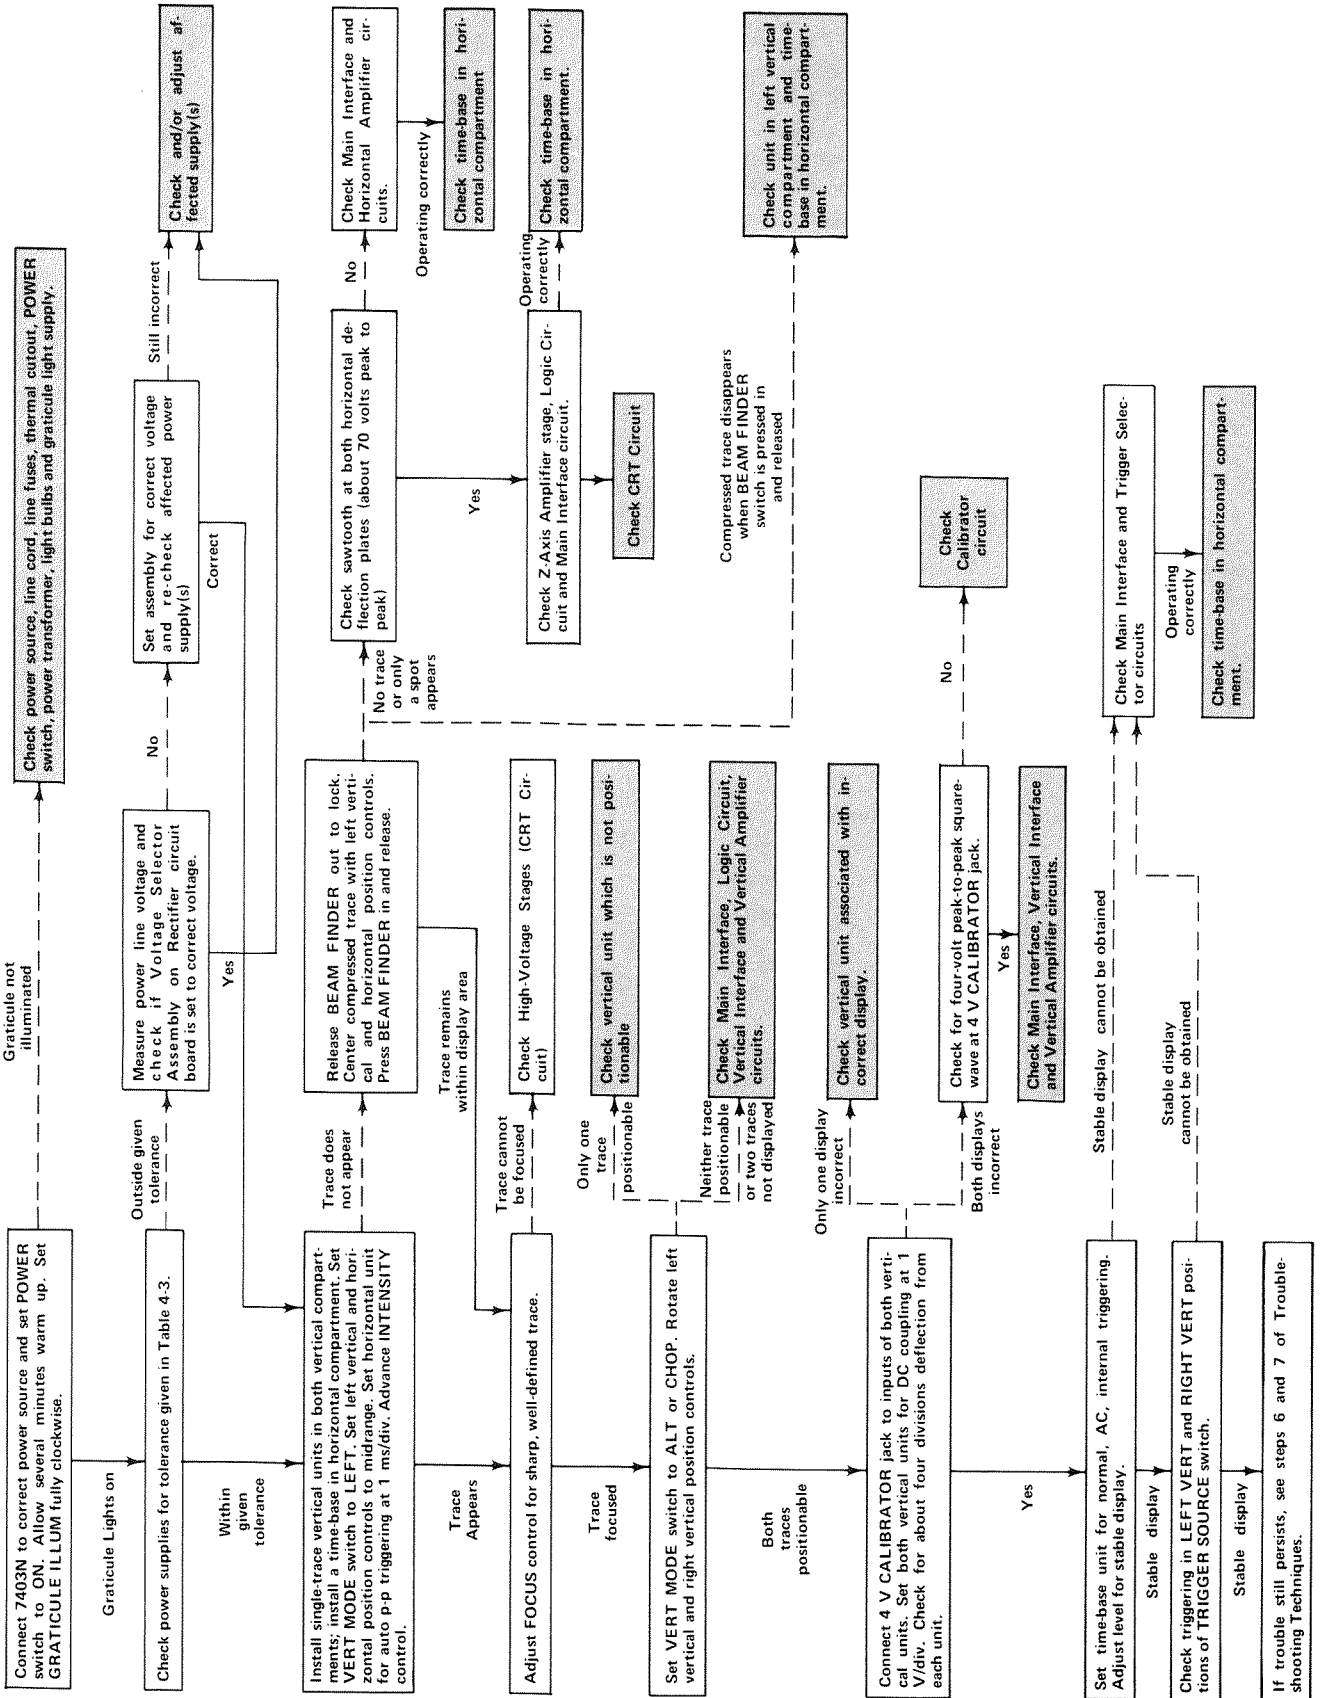 Connect 7403N to correct power source and set POWER
switch to ON. Allow several minutes warm up. Set
GRATICULE ILLUM fully clockwise.
Graticule not
illuminated
Check power source, line cord, line fuses, thermal cutout, POWER
switch, power transformer, light bulbs and graticule light supply.
Graticule Lights on
Check power supplies for tolerance given in Table 4-3.
Outside given
tolerance
Measure power line voltage and
check if Voltage Selector
Assembly on Rectifier circuit
board is set to correct voltage.
No
Set assembly for correct voltage
and re-check affected power
supply(s)
Still incorrect
Check and/or adjust af-
fected supply(s)
Yes
Correct
Within
given
tolerance
Install single-trace vertical units in both vertical compart-
ments; install a time-base in horizontal compartment. Set
VERT MODE switch to LEFT. Set left vertical and hori-
zontal position controls to midrange. Set horizontal unit
for auto p-p triggering at 1 ms/div. Advance INTENSITY
control.
Trace does
not appear
Release BEAM FINDER out to lock.
Center compressed trace with left verti-
cal and horizontal position controls.
Press BEAM FINDER in and release.
No trace
or only
a spot
appears
Check sawtooth at both horizontal de-
flection plates (about 70 volts peak to
peak)
No
Check Main Interface and
Horizontal Amplifier cir-
cuits.
Operating correctly
Check time-base in hori-
zontal compartment
Yes
Check Z-Axis Amplifier stage, Logic Cir-
cuit and Main Interface circuit.
Operating
correctly
Check time-base in hori-
zontal compartment.
Check CRT Circuit
Compressed trace disappears
when BEAM FINDER
switch is pressed in
and released
Check unit in left vertical
compartment and time-
base in horizontal compart-
ment.
Trace remains
within display area
Trace
Appears
Adjust FOCUS control for sharp, well-defined trace.
Trace cannot
be focused
Check High-Voltage Stages (CRT Cir-
cuit)
Trace
focused
Set VERT MODE switch to ALT or CHOP. Rotate left
vertical and right vertical position controls.
Only one
trace
positionable
Check vertical unit which is not posi-
tionable
Neither trace
positionable
or two traces
not displayed
Check Main Interface, Logic Circuit,
Vertical Interface and Vertical Amplifier
circuits.
Both
traces
positionable
Connect 4 V CALIBRATOR jack to inputs of both verti-
cal units. Set both vertical units for DC coupling at 1
V/div. Check for about four divisions deflection from
each unit.
Only one display
incorrect
Check vertical unit associated with in-
correct display.
Both displays
incorrect
Check for four-volt peak-to-peak square-
wave at 4 V CALIBRATOR jack.
No
Check
Calibrator
circuit
Yes
Check Main Interface, Vertical Interface
and Vertical Amplifier circuits.
Yes
Set time-base unit for normal, AC, internal triggering.
Adjust level for stable display.
Stable display cannot be obtained
Check Main Interface and Trigger Selec-
tor circuits
Operating
correctly
Check time-base in horizontal compart-
ment.
Stable display
Check triggering in LEFT VERT and RIGHT VERT posi-
tions of TRIGGER SOURCE switch.
Stable display
cannot be obtained
Stable display
If trouble still persists, see steps 6 and 7 of Trouble-
shooting Techniques.